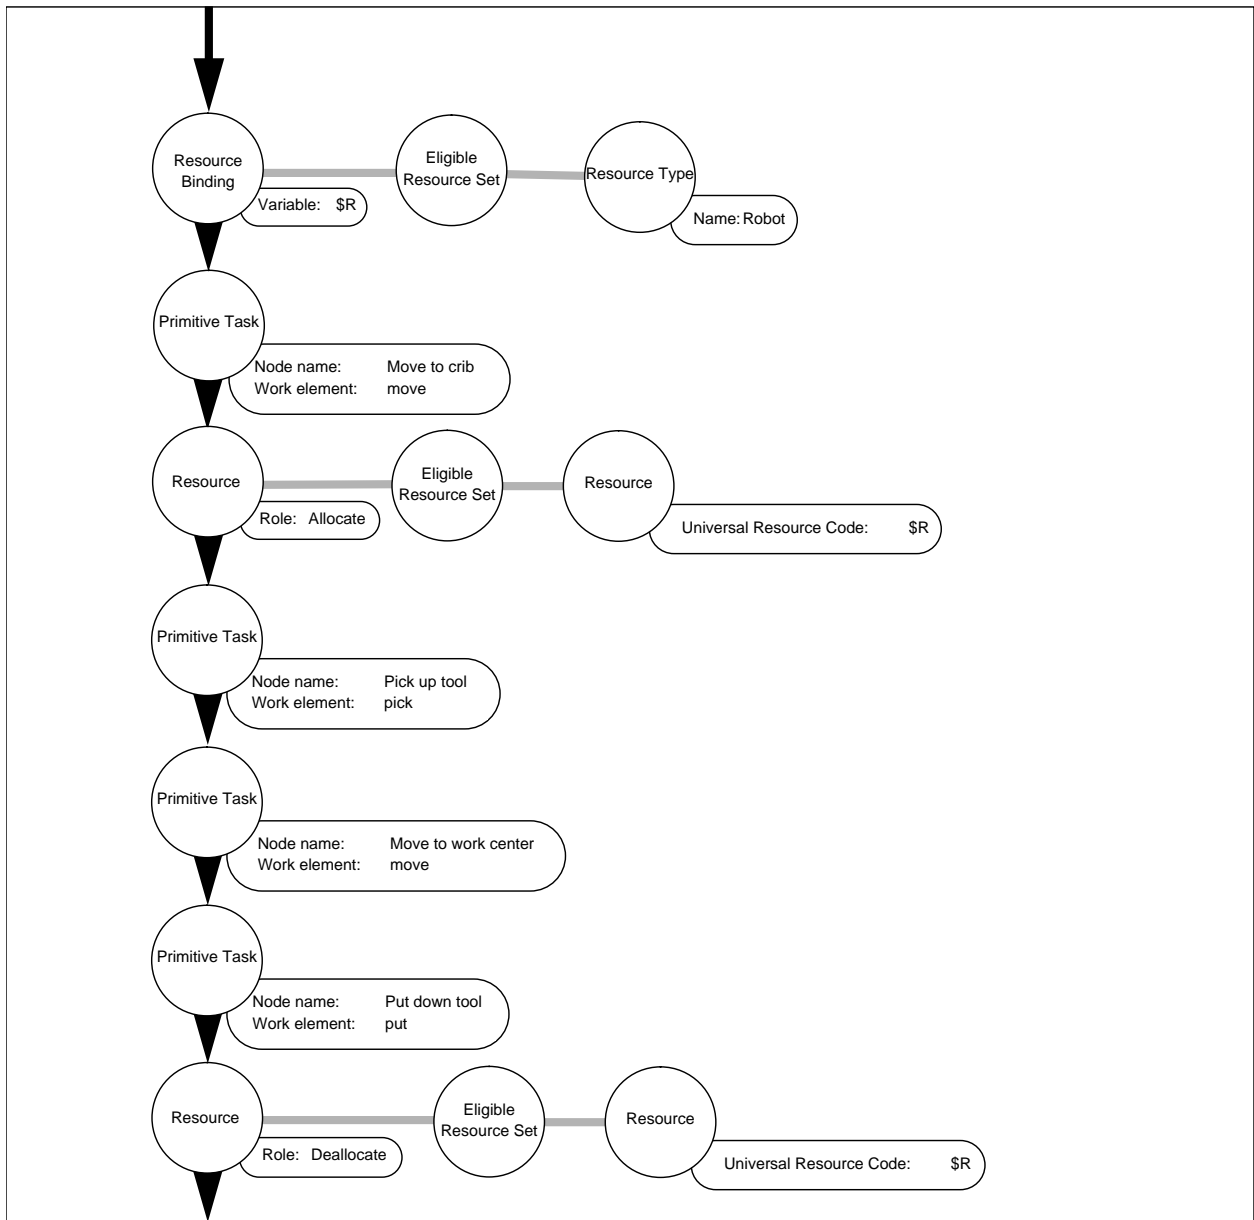 Resource
Binding
Eligible
Resource Set
Resource Type
Variable: $R
Name: Robot
Primitive Task
Node name: Move to crib
Work element: move
Resource
Eligible
Resource Set
Resource
Role: Allocate
Universal Resource Code: $R
Primitive Task
Node name: Pick up tool
Work element: pick
Primitive Task
Node name: Move to work center
Work element: move
Primitive Task
Node name: Put down tool
Work element: put
Resource
Eligible
Resource Set
Resource
Role: Deallocate
Universal Resource Code: $R